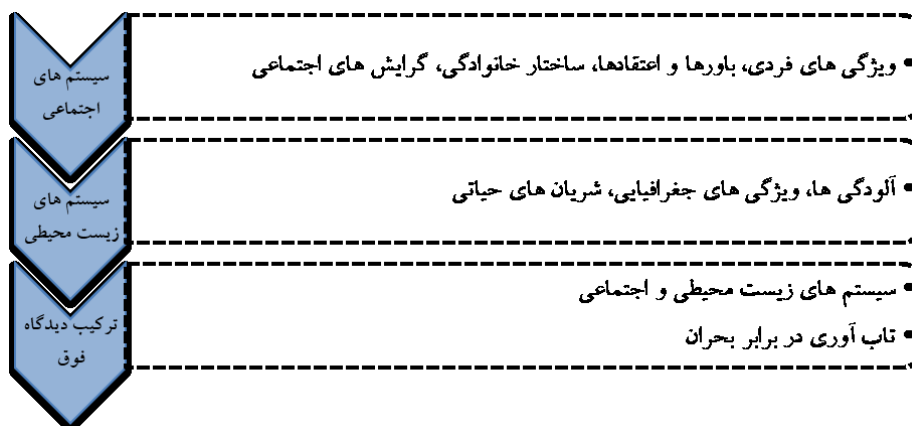 سیستم های
اجتماعی
• ویژگی های فردی، باورها و اعتقادها، ساختار خانوادگی، گرایش های اجتماعی
سیستم های
زیست محیطی
• آلودگی ها، ویژگی های جغرافیایی، شریان های حیاتی
ترکیب دیدگاه
فوق
• سیستم های زیست محیطی و اجتماعی
• تاب آوری در برابر بحران